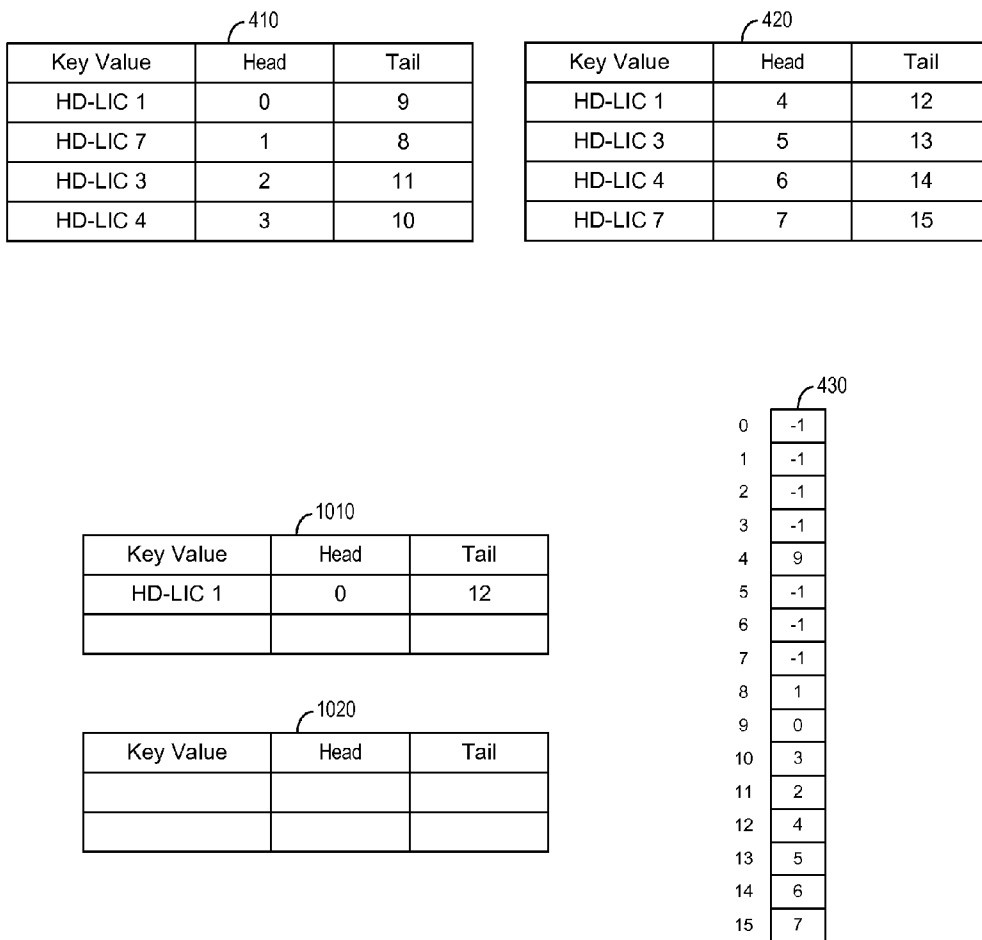 410
Key Value Head Tail
HD-LIC 1 0 9
HD-LIC 7 1 8
HD-LIC 3 2 11
HD-LIC 4 3 10
420
Key Value Head Tail
HD-LIC 1 4 12
HD-LIC 3 5 13
HD-LIC 4 6 14
HD-LIC 7 7 15
1010
Key Value Head Tail
HD-LIC 1 0 12
1020
Key Value Head Tail
430
0 -1
1 -1
2 -1
3 -1
4 9
5 -1
6 -1
7 -1
8 1
9 0
10 3
11 2
12 4
13 5
14 6
15 7